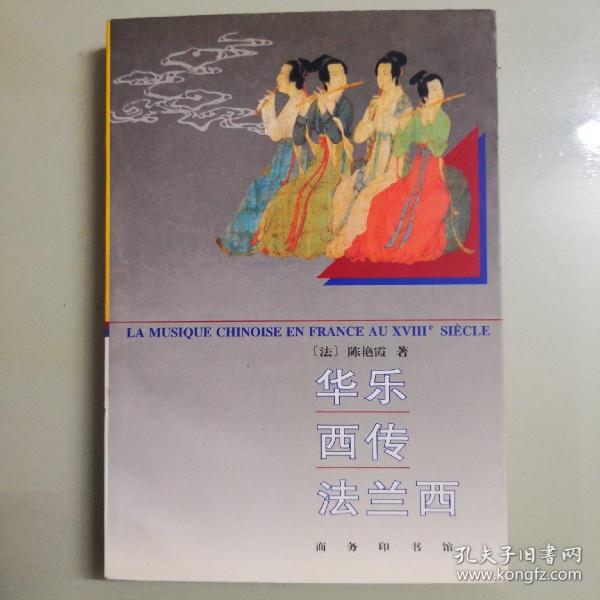 LA MUSIQUE CHINOISE EN FRANCE AU XVIIIᵉ SIÈCLE
〔法〕陈艳霞 著
华乐
西传
法兰西
商务印书馆
孔夫子旧书网
www.kongfz.com